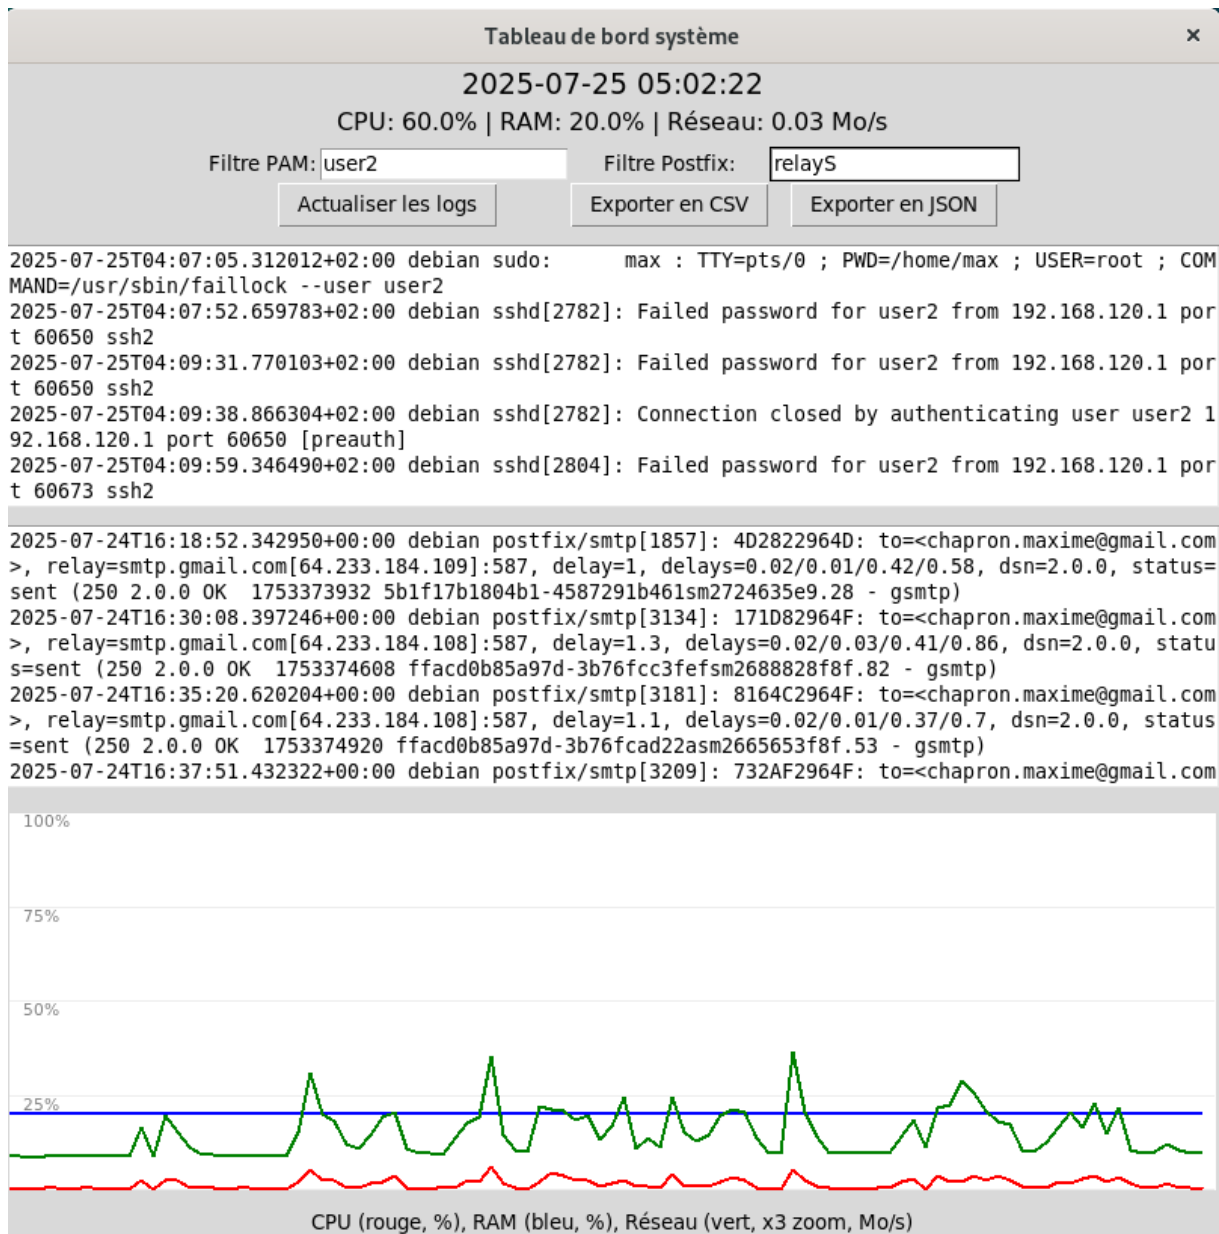 Tableau de bord système
×
2025-07-25 05:02:22
CPU: 60.0% | RAM: 20.0% | Réseau: 0.03 Mo/s
Filtre PAM: user2 Filtre Postfix: relayS
Actualiser les logs Exporter en CSV Exporter en JSON
2025-07-25T04:07:05.312012+02:00 debian sudo:      max : TTY=pts/0 ; PWD=/home/max ; USER=root ; COM
MAND=/usr/sbin/faillock --user user2
2025-07-25T04:07:52.659783+02:00 debian sshd[2782]: Failed password for user2 from 192.168.120.1 por
t 60650 ssh2
2025-07-25T04:09:31.770103+02:00 debian sshd[2782]: Failed password for user2 from 192.168.120.1 por
t 60650 ssh2
2025-07-25T04:09:38.866304+02:00 debian sshd[2782]: Connection closed by authenticating user user2 1
92.168.120.1 port 60650 [preauth]
2025-07-25T04:09:59.346490+02:00 debian sshd[2804]: Failed password for user2 from 192.168.120.1 por
t 60673 ssh2
2025-07-24T16:18:52.342950+00:00 debian postfix/smtp[1857]: 4D2822964D: to=<chapron.maxime@gmail.com
>, relay=smtp.gmail.com[64.233.184.109]:587, delay=1, delays=0.02/0.01/0.42/0.58, dsn=2.0.0, status=
sent (250 2.0.0 OK  1753373932 5b1f17b1804b1-4587291b461sm2724635e9.28 - gsmtp)
2025-07-24T16:30:08.397246+00:00 debian postfix/smtp[3134]: 171D82964F: to=<chapron.maxime@gmail.com
>, relay=smtp.gmail.com[64.233.184.108]:587, delay=1.3, delays=0.02/0.03/0.41/0.86, dsn=2.0.0, statu
s=sent (250 2.0.0 OK  1753374608 ffacd0b85a97d-3b76fcc3fefsm2688828f8f.82 - gsmtp)
2025-07-24T16:35:20.620204+00:00 debian postfix/smtp[3181]: 8164C2964F: to=<chapron.maxime@gmail.com
>, relay=smtp.gmail.com[64.233.184.108]:587, delay=1.1, delays=0.02/0.01/0.37/0.7, dsn=2.0.0, status
=sent (250 2.0.0 OK  1753374920 ffacd0b85a97d-3b76fcad22asm2665653f8f.53 - gsmtp)
2025-07-24T16:37:51.432322+00:00 debian postfix/smtp[3209]: 732AF2964F: to=<chapron.maxime@gmail.com
100%
75%
50%
25%
CPU (rouge, %), RAM (bleu, %), Réseau (vert, x3 zoom, Mo/s)